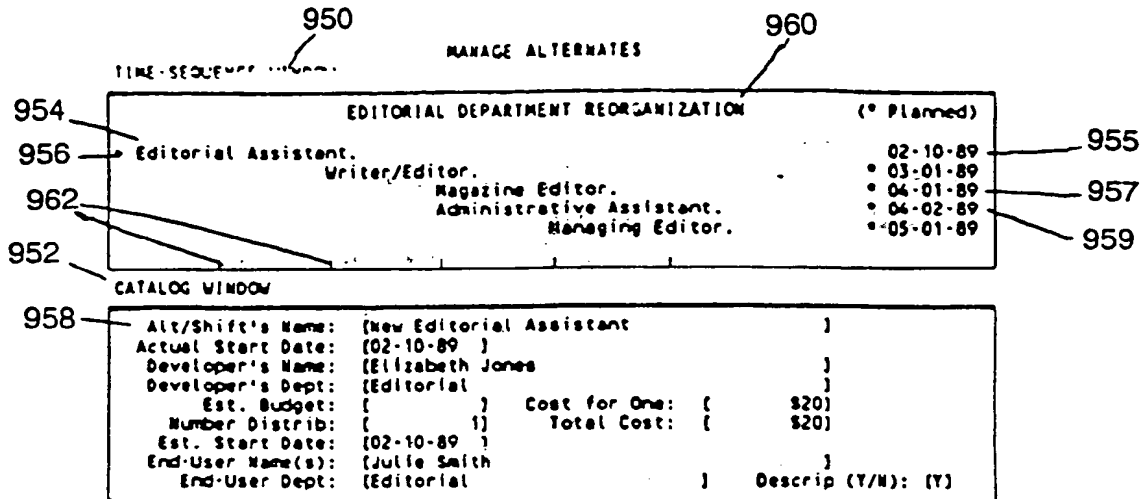 950
960
MANAGE ALTERNATES
TIME-SEQUENCE
EDITORIAL DEPARTMENT REORGANIZATION (* Planned)
954
956 Editorial Assistant. 02-10-89 955
Writer/Editor. * 03-01-89
Magazine Editor. * 04-01-89 957
962 Administrative Assistant. * 04-02-89 959
Managing Editor. * 05-01-89
952
CATALOG WINDOW
958 Alt/Shift's Name: [New Editorial Assistant ]
Actual Start Date: [02-10-89 ]
Developer's Name: [Elizabeth Jones ]
Developer's Dept: [Editorial ]
Est. Budget: [ ] Cost for One: [ $20]
Number Distrib: [ 1] Total Cost: [ $20]
Est. Start Date: [02-10-89 ]
End-User Name(s): [Julie Smith ]
End-User Dept: [Editorial ] Descrip (Y/N): [Y]